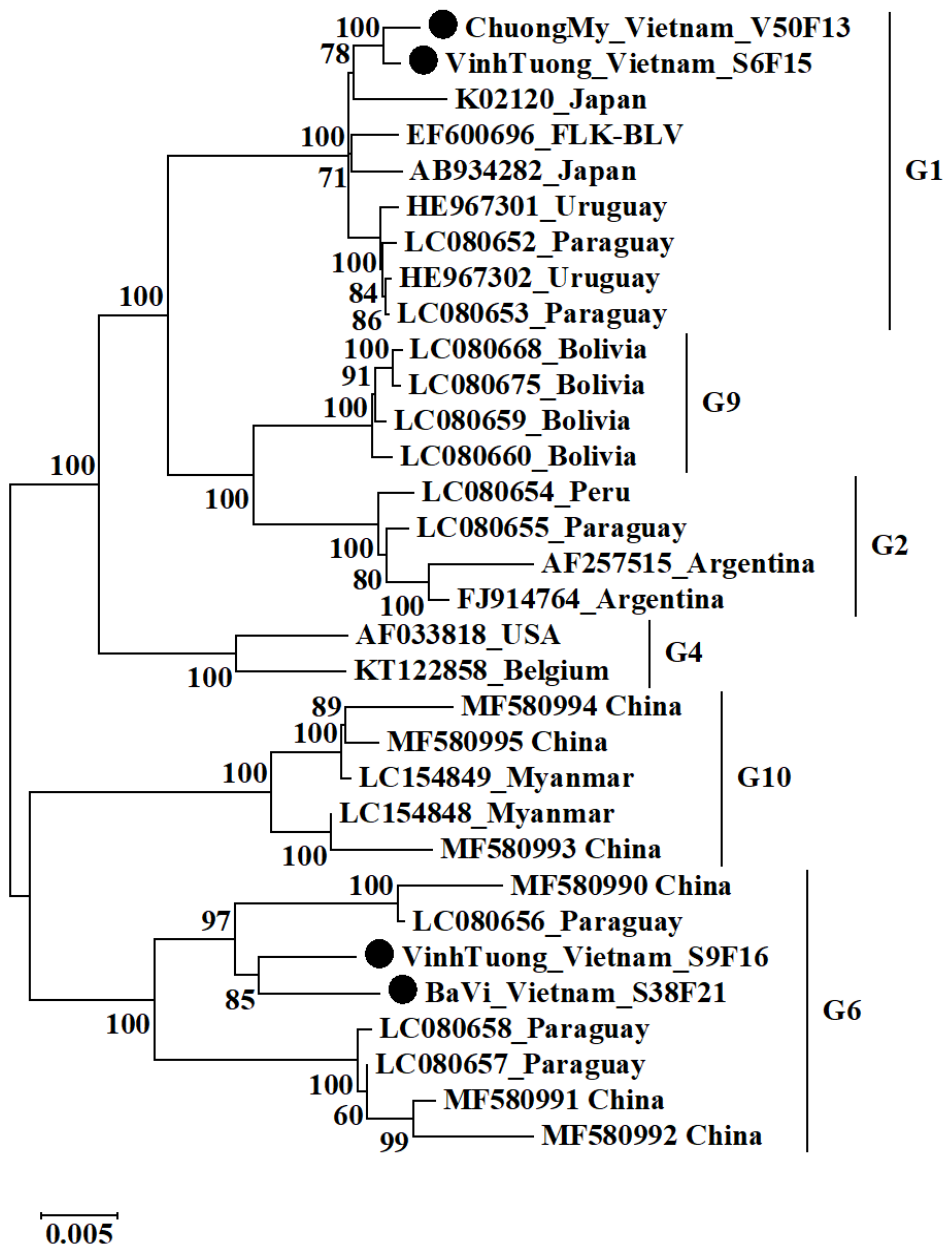 100
ChuongMy_Vietnam_V50F13
78
VinhTuong_Vietnam_S6F15
K02120_Japan
100
EF600696_FLK-BLV
71
AB934282_Japan
G1
HE967301_Uruguay
LC080652_Paraguay
100
HE967302_Uruguay
84
100
86
LC080653_Paraguay
100
LC080668_Bolivia
91
LC080675_Bolivia
G9
100
LC080659_Bolivia
100
LC080660_Bolivia
100
LC080654_Peru
LC080655_Paraguay
G2
100
AF257515_Argentina
80
100
FJ914764_Argentina
AF033818_USA
G4
100
KT122858_Belgium
89
MF580994 China
100
MF580995 China
100
LC154849_Myanmar
G10
LC154848_Myanmar
100
MF580993 China
100
MF580990 China
97
LC080656_Paraguay
VinhTuong_Vietnam_S9F16
85
BaVi_Vietnam_S38F21
G6
100
LC080658_Paraguay
LC080657_Paraguay
100
MF580991 China
60
99
MF580992 China
0.005